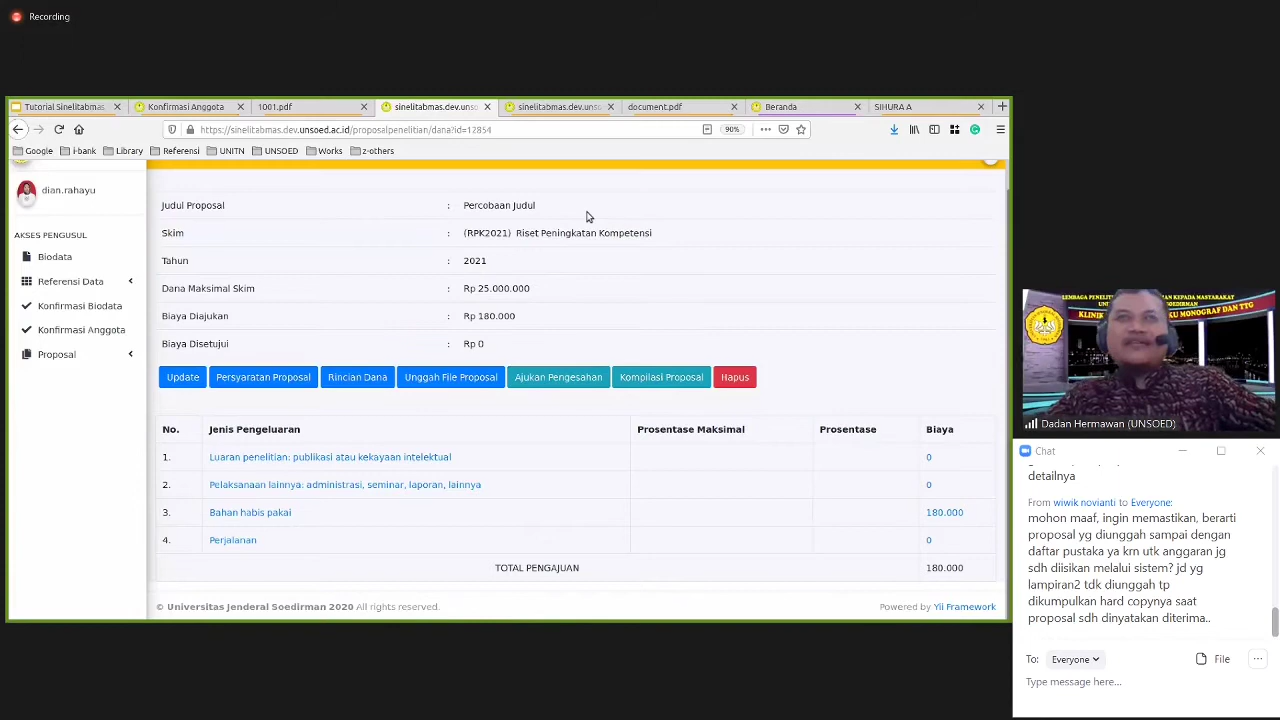 Recording
Tutorial Sinelitabmas
Konfirmasi Anggota
1001.pdf
sinelitabmas.dev.unso
sinelitabmas.dev.unso
document.pdf
Beranda
SIHURA A
https://sinelitabmas.dev.unsoed.ac.id/proposalpenelitian/dana?id=12854
90%
Google
i-bank
Library
Referensi
UNITN
UNSOED
Works
z-others
dian.rahayu
AKSES PENGUSUL
Biodata
Referensi Data
Konfirmasi Biodata
Konfirmasi Anggota
Proposal
Judul Proposal : Percobaan Judul
Skim : (RPK2021) Riset Peningkatan Kompetensi
Tahun : 2021
Dana Maksimal Skim : Rp 25.000.000
Biaya Diajukan : Rp 180.000
Biaya Disetujui : Rp 0
Update
Persyaratan Proposal
Rincian Dana
Unggah File Proposal
Ajukan Pengesahan
Kompilasi Proposal
Hapus
No. Jenis Pengeluaran Prosentase Maksimal Prosentase Biaya
1. Luaran penelitian: publikasi atau kekayaan intelektual 0
2. Pelaksanaan lainnya: administrasi, seminar, laporan, lainnya 0
3. Bahan habis pakai 180.000
4. Perjalanan 0
TOTAL PENGAJUAN 180.000
© Universitas Jenderal Soedirman 2020 All rights reserved.
Powered by Yii Framework
KLINIK
MONOGRAF DAN TTG
Dadan Hermawan (UNSOED)
Chat
detailnya
From wiwik novianti to Everyone:
mohon maaf, ingin memastikan, berarti
proposal yg diunggah sampai dengan
daftar pustaka ya krn utk anggaran jg
sdh diisikan melalui sistem? jd yg
lampiran2 tdk diunggah tp
dikumpulkan hard copynya saat
proposal sdh dinyatakan diterima..
To: Everyone
File
Type message here...